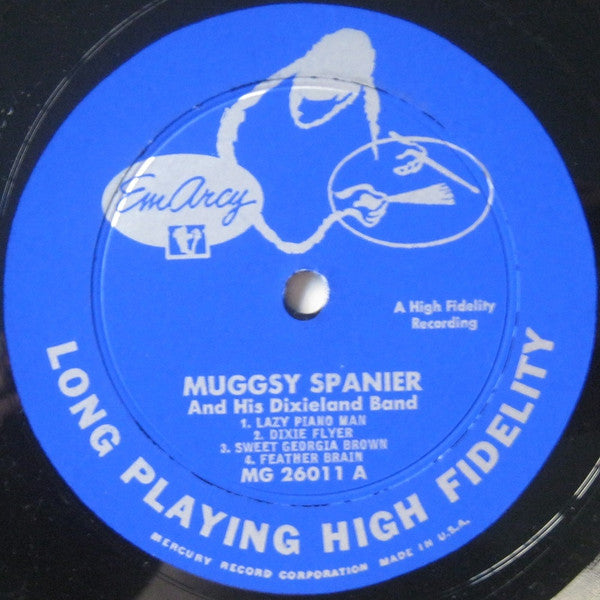 EmArcy
A High Fidelity
Recording
MUGGSY SPANIER
And His Dixieland Band
1. LAZY PIANO MAN
2. DIXIE FLYER
3. SWEET GEORGIA BROWN
4. FEATHER BRAIN
MG 26011 A
LONG PLAYING HIGH FIDELITY
MERCURY RECORD CORPORATION MADE IN U.S.A.